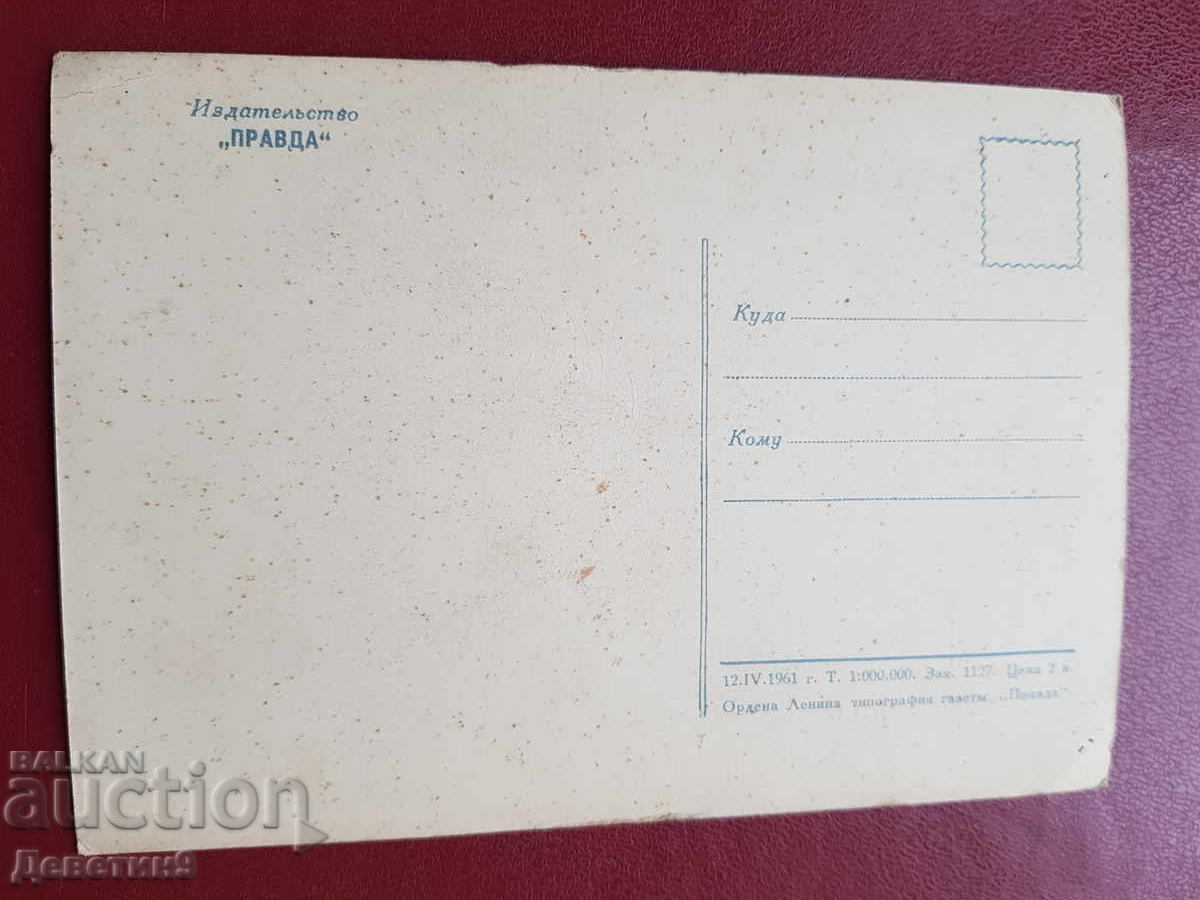 Издательство
„ПРАВДА“
Куда
Кому
12.IV.1961 г. Т. 1:000.000. Зак. 1127. Цена 2 к.
Ордена Ленина типография газеты „Правда“
BALKAN
auction
Деветин9